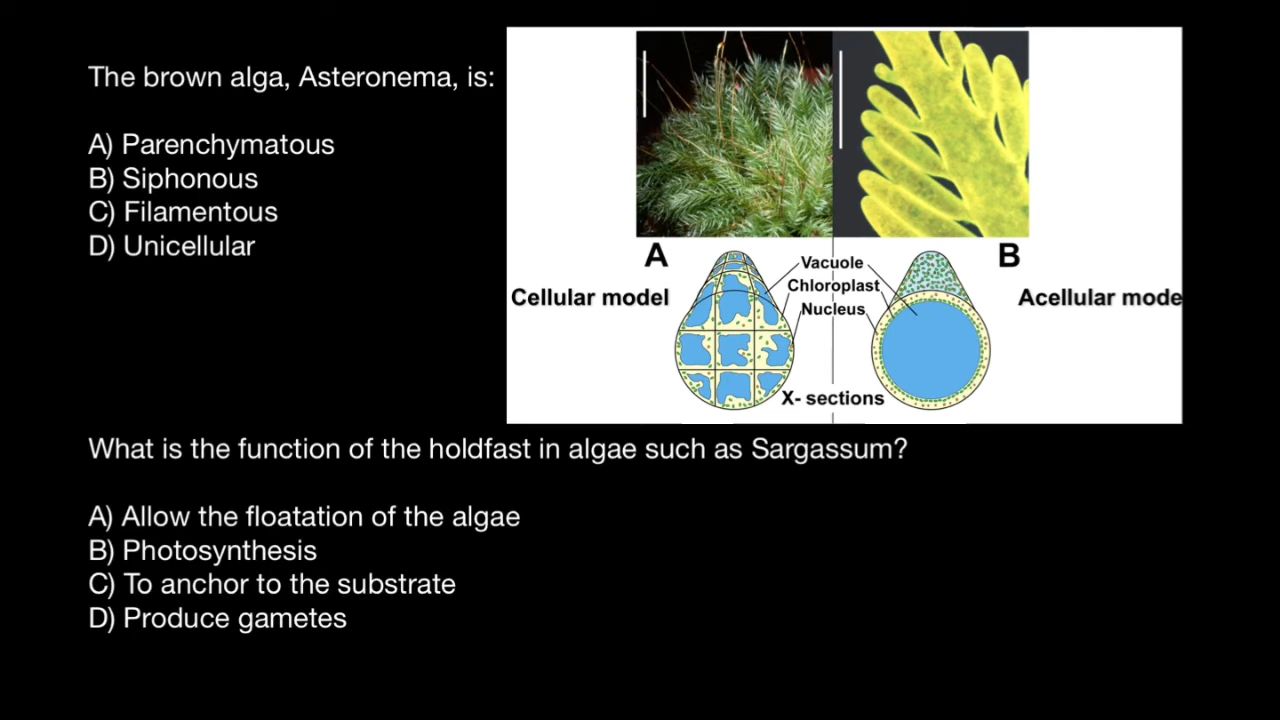 The brown alga, Asteronema, is:
A) Parenchymatous
B) Siphonous
C) Filamentous
D) Unicellular
A
B
Vacuole
Chloroplast
Nucleus
Cellular model
Acellular mode
X- sections
What is the function of the holdfast in algae such as Sargassum?
A) Allow the floatation of the algae
B) Photosynthesis
C) To anchor to the substrate
D) Produce gametes